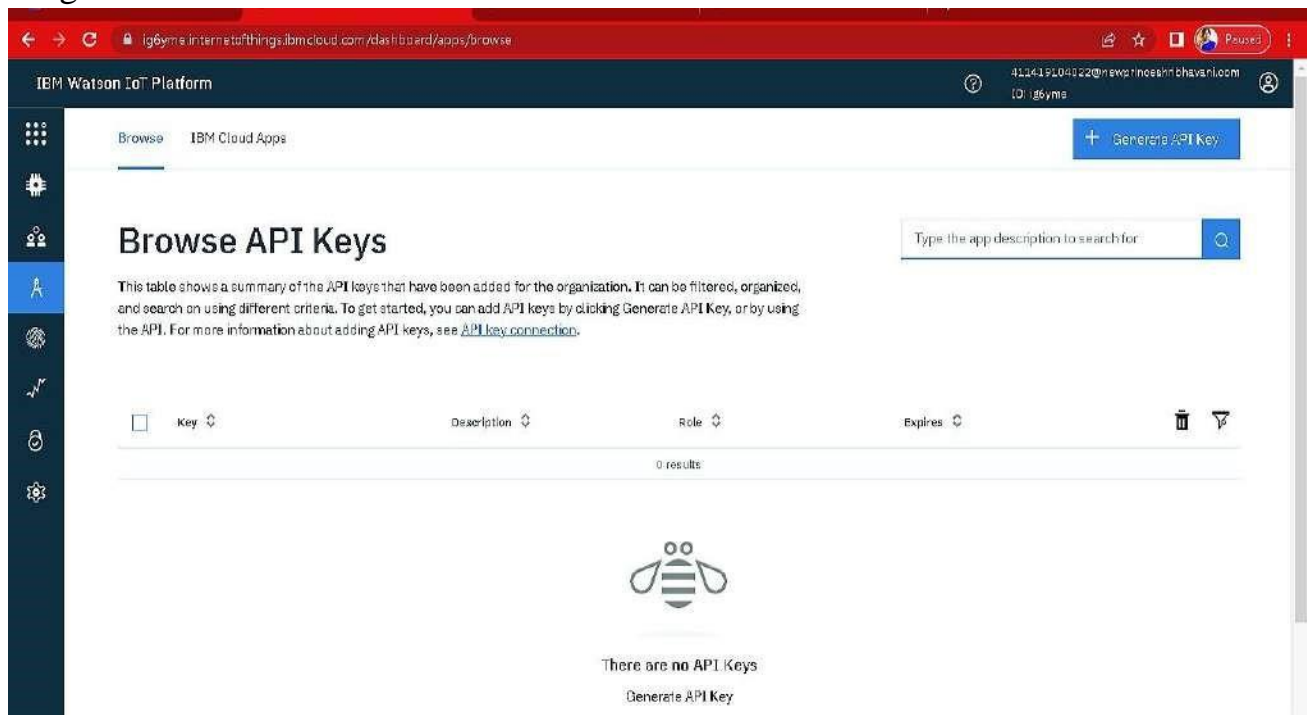 ig6yme.internetofthings.ibmcloud.com/dashboard/apps/browse
Paused
IBM Watson IoT Platform
411419104022@newprinceshribhavani.com
ID: ig6yme
Browse IBM Cloud Apps
+ Generate API Key
Browse API Keys
Type the app description to search for
This table shows a summary of the API keys that have been added for the organization. It can be filtered, organized,
and search on using different criteria. To get started, you can add API keys by clicking Generate API Key, or by using
the API. For more information about adding API keys, see API key connection.
Key Description Role Expires
0 results
There are no API Keys
Generate API Key